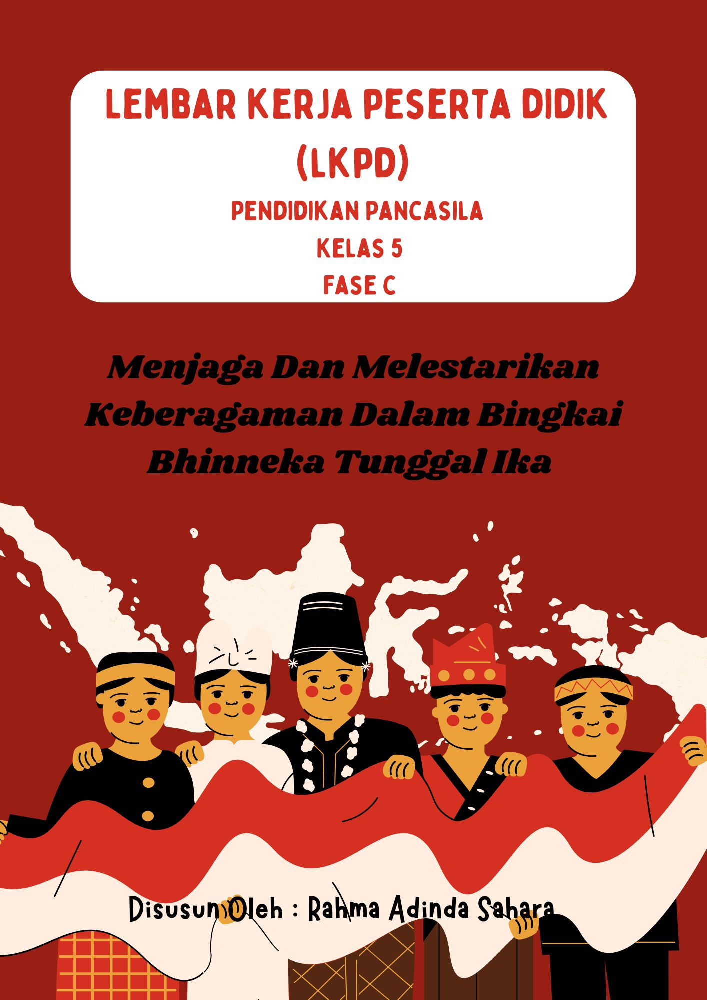 LEMBAR KERJA PESERTA DIDIK
(LKPD)
PENDIDIKAN PANCASILA
KELAS 5
FASE C
Menjaga Dan Melestarikan
Keberagaman Dalam Bingkai
Bhinneka Tunggal Ika
Disusun Oleh : Rahma Adinda Sahara